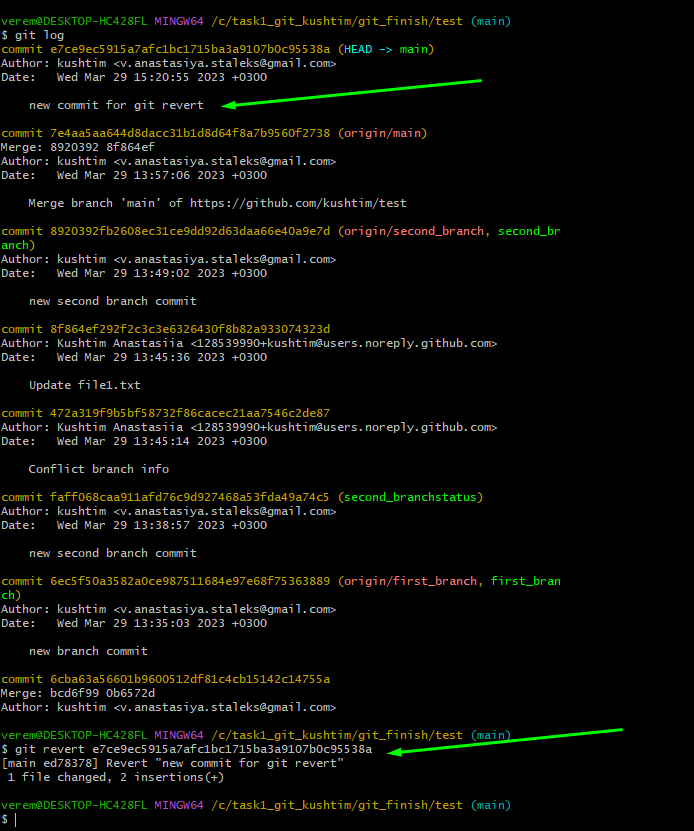 verem@DESKTOP-HC428FL MINGW64 /c/task1_git_kushtim/git_finish/test (main)
$ git log
commit e7ce9ec5915a7afc1bc1715ba3a9107b0c95538a (HEAD -> main)
Author: kushtim <v.anastasiya.staleks@gmail.com>
Date:   Wed Mar 29 15:20:55 2023 +0300
    new commit for git revert
commit 7e4aa5aa644d8dacc31b1d8d64f8a7b9560f2738 (origin/main)
Merge: 8920392 8f864ef
Author: kushtim <v.anastasiya.staleks@gmail.com>
Date:   Wed Mar 29 13:57:06 2023 +0300
    Merge branch 'main' of https://github.com/kushtim/test
commit 8920392fb2608ec31ce9dd92d63daa66e40a9e7d (origin/second_branch, second_br
anch)
Author: kushtim <v.anastasiya.staleks@gmail.com>
Date:   Wed Mar 29 13:49:02 2023 +0300
    new second branch commit
commit 8f864ef292f2c3c3e6326430f8b82a933074323d
Author: Kushtim Anastasiia <128539990+kushtim@users.noreply.github.com>
Date:   Wed Mar 29 13:45:36 2023 +0300
    Update file1.txt
commit 472a319f9b5bf58732f86cacec21aa7546c2de87
Author: Kushtim Anastasiia <128539990+kushtim@users.noreply.github.com>
Date:   Wed Mar 29 13:45:14 2023 +0300
    Conflict branch info
commit faff068caa911afd76c9d927468a53fda49a74c5 (second_branchstatus)
Author: kushtim <v.anastasiya.staleks@gmail.com>
Date:   Wed Mar 29 13:38:57 2023 +0300
    new second branch commit
commit 6ec5f50a3582a0ce987511684e97e68f75363889 (origin/first_branch, first_bran
ch)
Author: kushtim <v.anastasiya.staleks@gmail.com>
Date:   Wed Mar 29 13:35:03 2023 +0300
    new branch commit
commit 6cba63a56601b9600512df81c4cb15142c14755a
Merge: bcd6f99 0b6572d
Author: kushtim <v.anastasiya.staleks@gmail.com>
verem@DESKTOP-HC428FL MINGW64 /c/task1_git_kushtim/git_finish/test (main)
$ git revert e7ce9ec5915a7afc1bc1715ba3a9107b0c95538a
[main ed78378] Revert "new commit for git revert"
 1 file changed, 2 insertions(+)
verem@DESKTOP-HC428FL MINGW64 /c/task1_git_kushtim/git_finish/test (main)
$